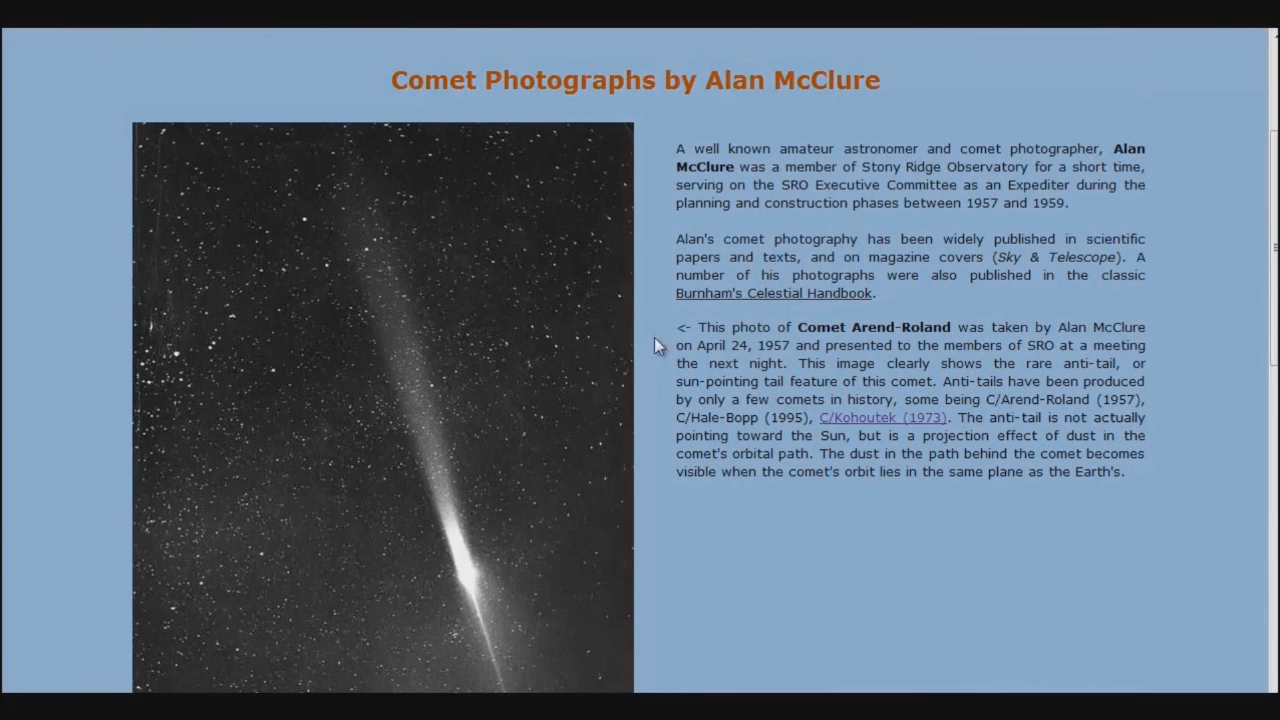 Comet Photographs by Alan McClure
A well known amateur astronomer and comet photographer, Alan
McClure was a member of Stony Ridge Observatory for a short time,
serving on the SRO Executive Committee as an Expediter during the
planning and construction phases between 1957 and 1959.
Alan's comet photography has been widely published in scientific
papers and texts, and on magazine covers (Sky & Telescope). A
number of his photographs were also published in the classic
Burnham's Celestial Handbook.
<- This photo of Comet Arend-Roland was taken by Alan McClure
on April 24, 1957 and presented to the members of SRO at a meeting
the next night. This image clearly shows the rare anti-tail, or
sun-pointing tail feature of this comet. Anti-tails have been produced
by only a few comets in history, some being C/Arend-Roland (1957),
C/Hale-Bopp (1995), C/Kohoutek (1973). The anti-tail is not actually
pointing toward the Sun, but is a projection effect of dust in the
comet's orbital path. The dust in the path behind the comet becomes
visible when the comet's orbit lies in the same plane as the Earth's.